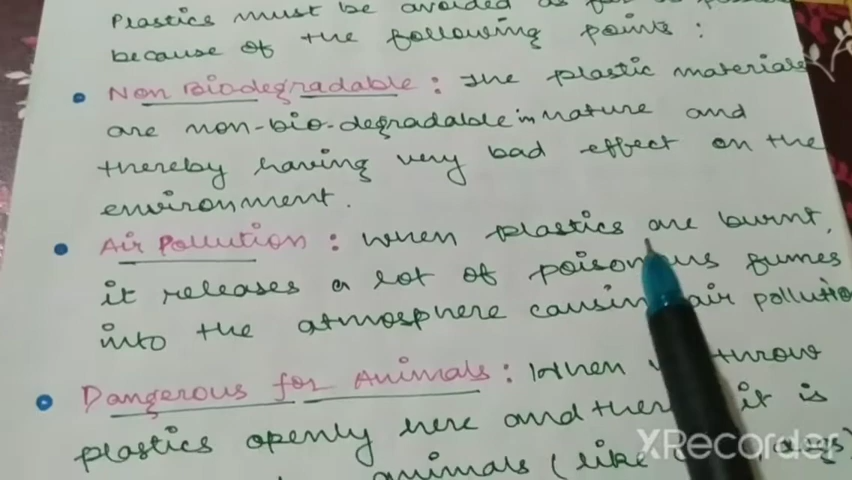 Plastics must be avoided as far as
because of the following points :
• Non Biodegradable : The plastic materials
are non-bio-degradable in nature and
thereby having very bad effect on the
environment.
• Air Pollution : When plastics are burnt,
it releases a lot of poisonous fumes
into the atmosphere causing air pollution
• Dangerous for Animals : When throw
plastics openly here and there it is
animals (like
XRecorder